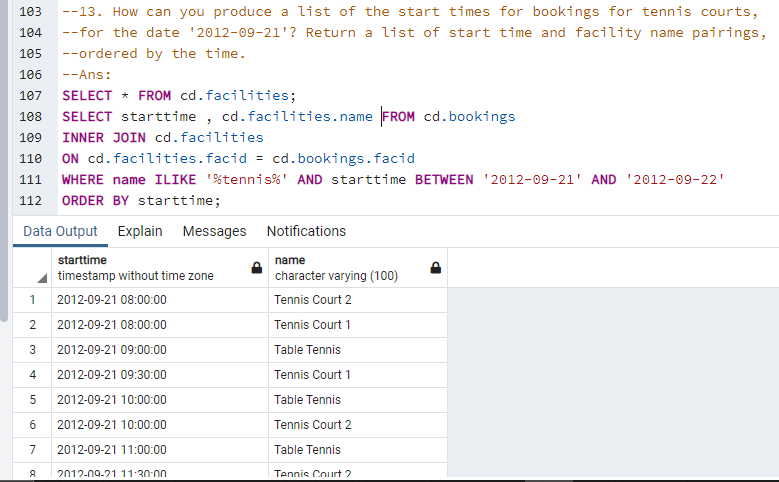 103 --13. How can you produce a list of the start times for bookings for tennis courts,
104 --for the date '2012-09-21'? Return a list of start time and facility name pairings,
105 --ordered by the time.
106 --Ans:
107 SELECT * FROM cd.facilities;
108 SELECT starttime , cd.facilities.name FROM cd.bookings
109 INNER JOIN cd.facilities
110 ON cd.facilities.facid = cd.bookings.facid
111 WHERE name ILIKE '%tennis%' AND starttime BETWEEN '2012-09-21' AND '2012-09-22'
112 ORDER BY starttime;
Data Output Explain Messages Notifications
starttime name
timestamp without time zone character varying (100)
1 2012-09-21 08:00:00 Tennis Court 2
2 2012-09-21 08:00:00 Tennis Court 1
3 2012-09-21 09:00:00 Table Tennis
4 2012-09-21 09:30:00 Tennis Court 1
5 2012-09-21 10:00:00 Table Tennis
6 2012-09-21 10:00:00 Tennis Court 2
7 2012-09-21 11:00:00 Table Tennis
8 2012-09-21 11:30:00 Tennis Court 2